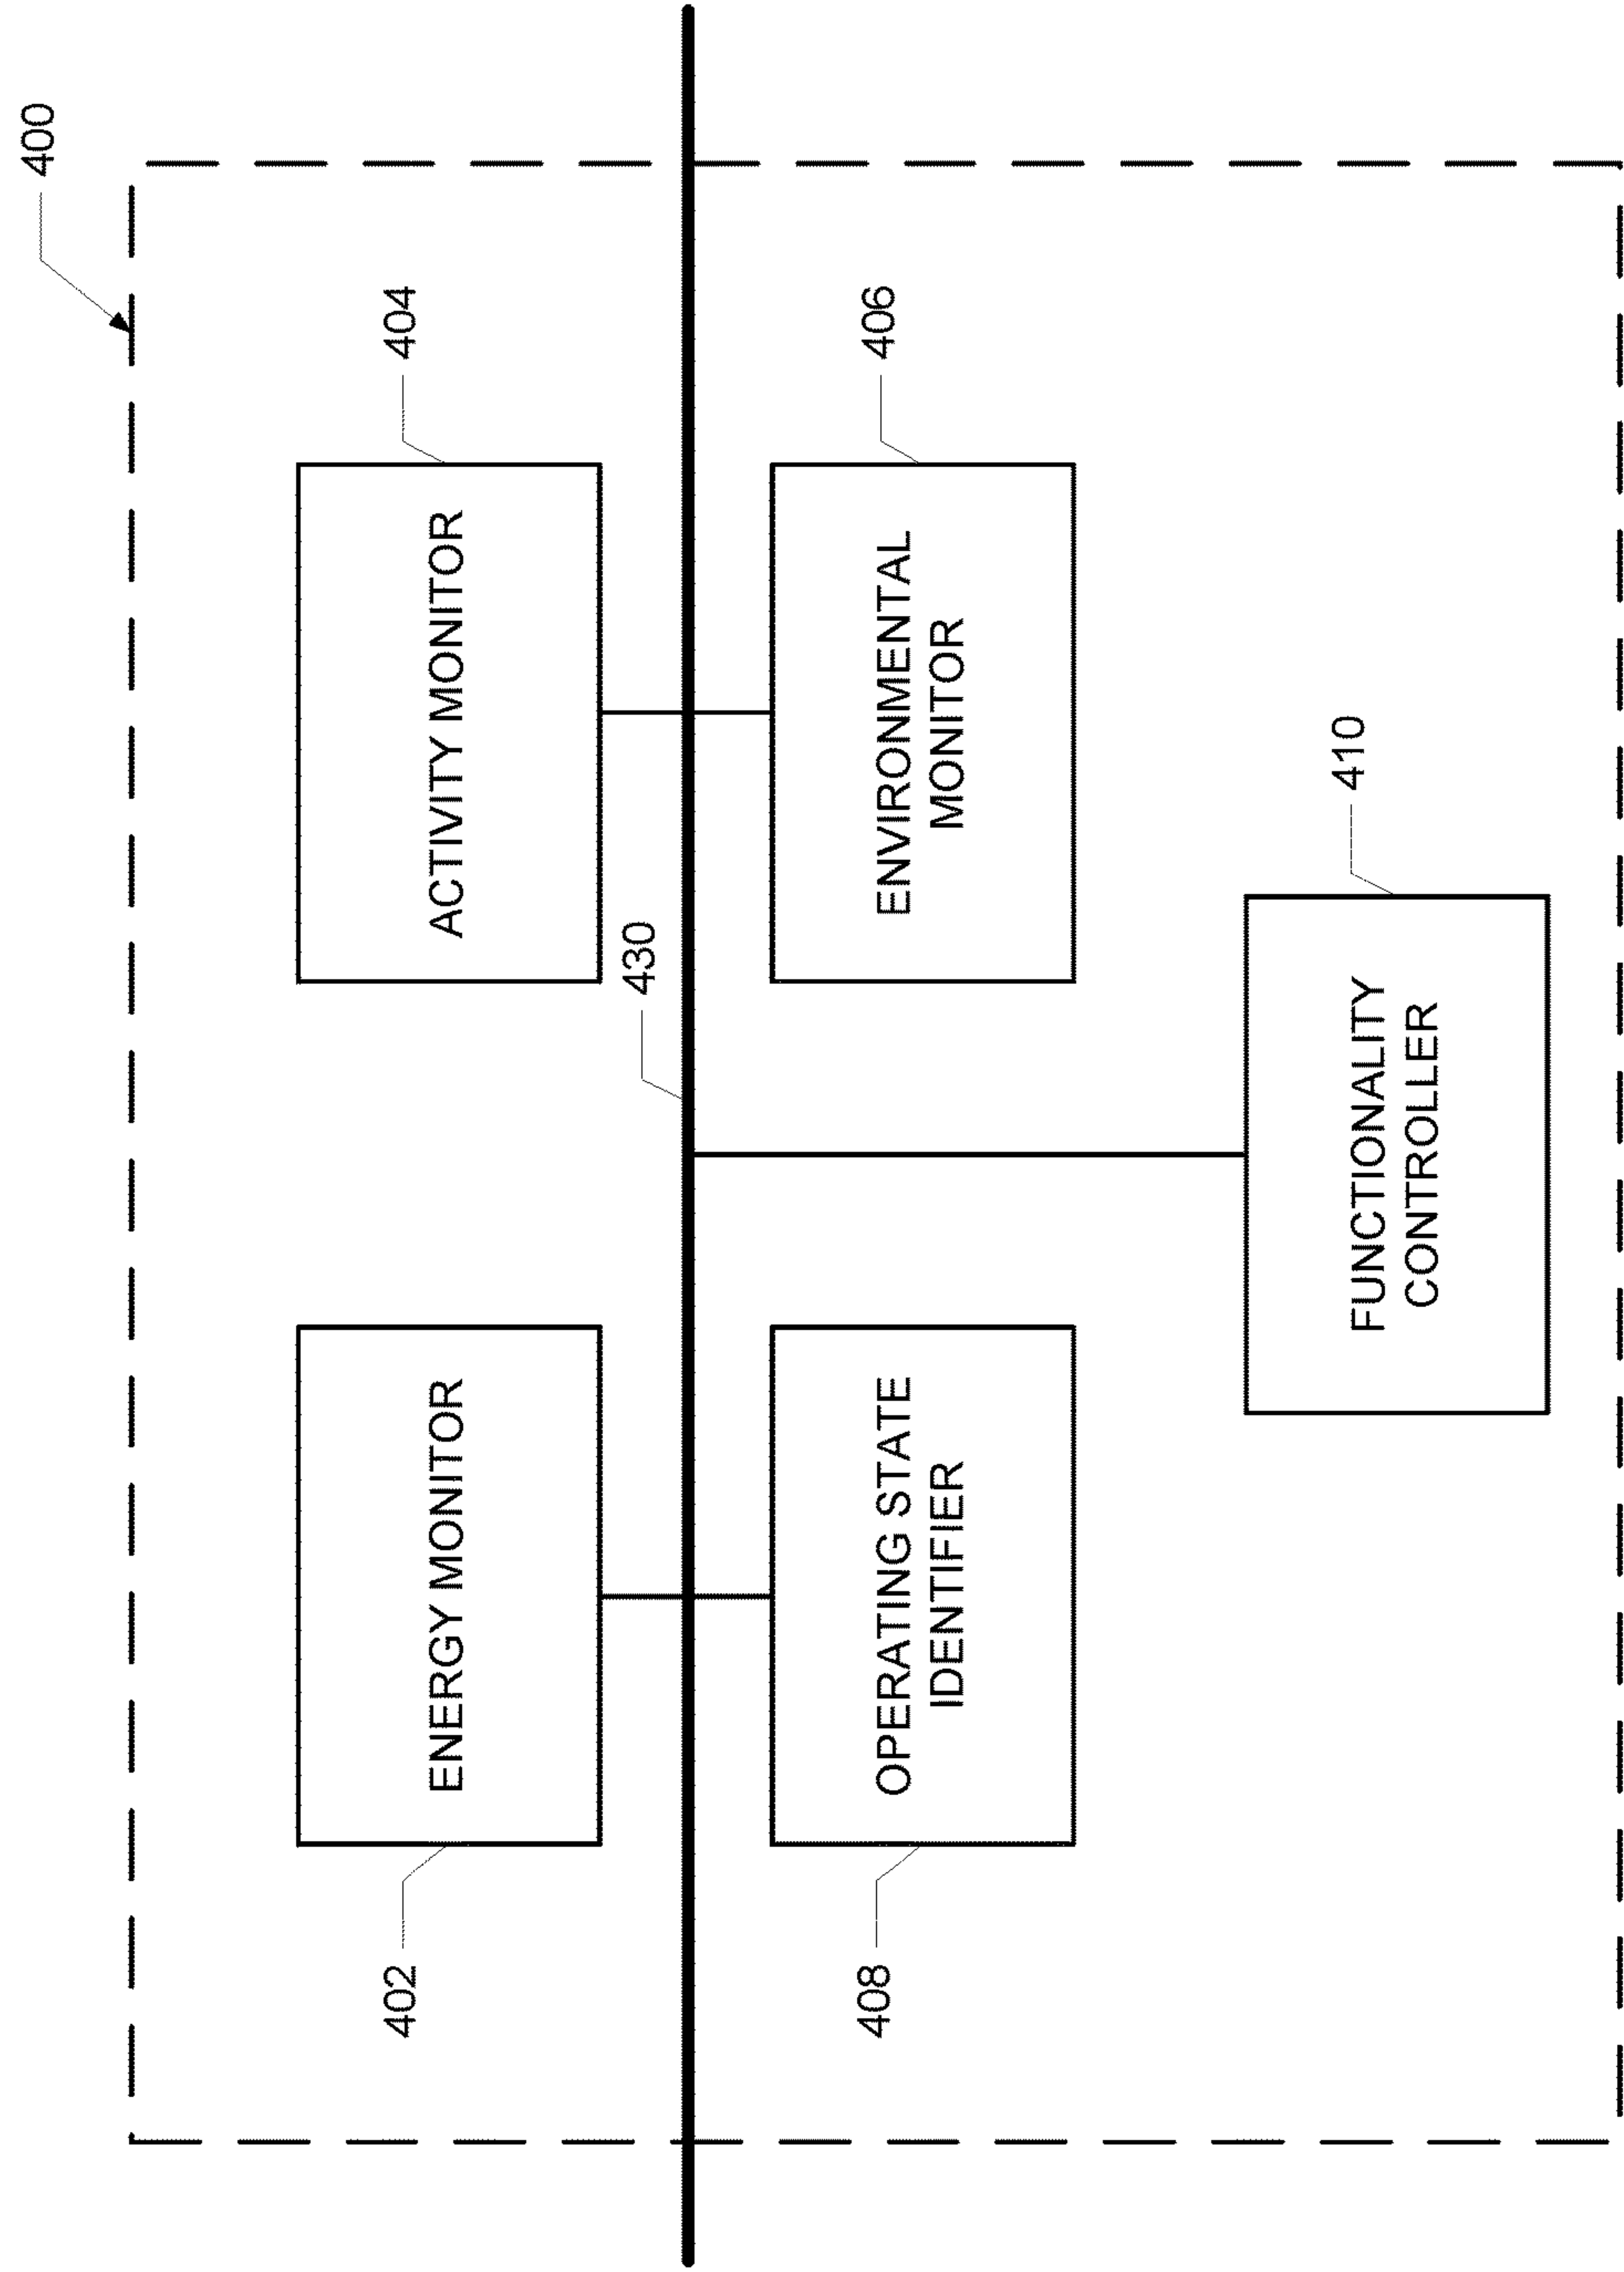 400
402
ENERGY MONITOR
ACTIVITY MONITOR
404
430
408
OPERATING STATE
IDENTIFIER
ENVIRONMENTAL
MONITOR
406
FUNCTIONALITY
CONTROLLER
410